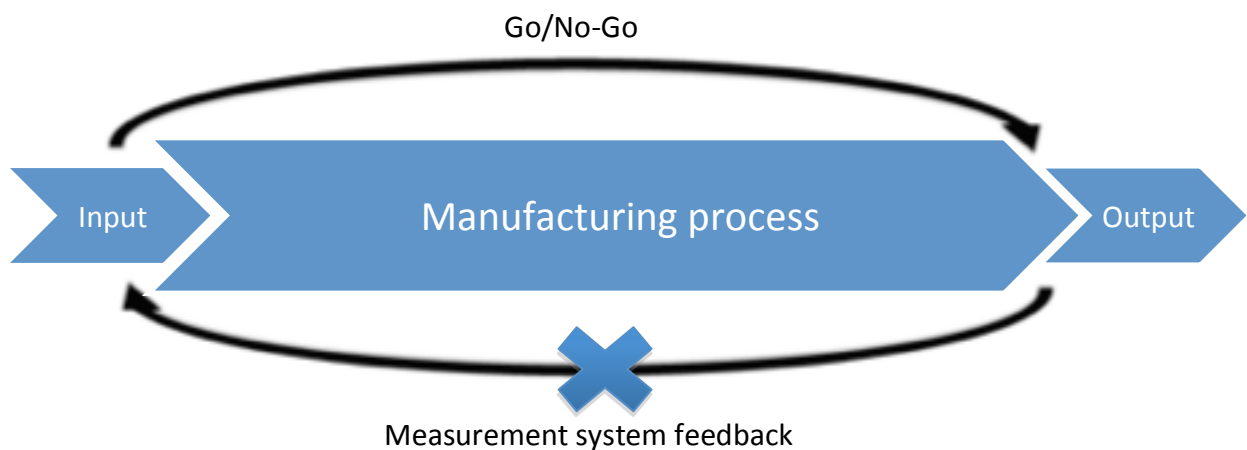 Go/No-Go
Input
Manufacturing process
Output
Measurement system feedback